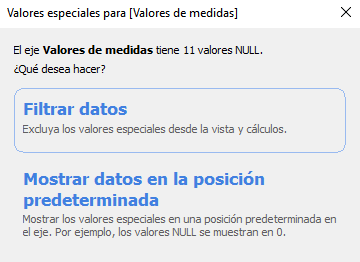 Valores especiales para [Valores de medidas]
El eje Valores de medidas tiene 11 valores NULL.
¿Qué desea hacer?
Filtrar datos
Excluya los valores especiales desde la vista y cálculos.
Mostrar datos en la posición
predeterminada
Mostrar los valores especiales en una posición predeterminada en
el eje. Por ejemplo, los valores NULL se muestran en 0.